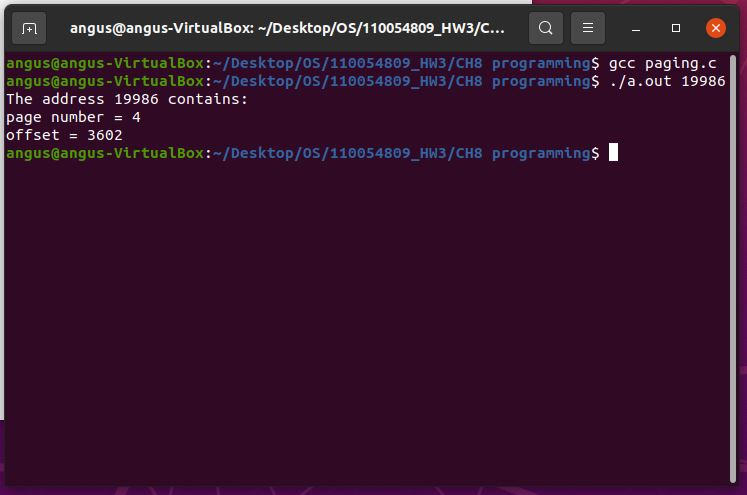 angus@angus-VirtualBox: ~/Desktop/OS/110054809_HW3/C...
angus@angus-VirtualBox:~/Desktop/OS/110054809_HW3/CH8 programming$ gcc paging.c
angus@angus-VirtualBox:~/Desktop/OS/110054809_HW3/CH8 programming$ ./a.out 19986
The address 19986 contains:
page number = 4
offset = 3602
angus@angus-VirtualBox:~/Desktop/OS/110054809_HW3/CH8 programming$